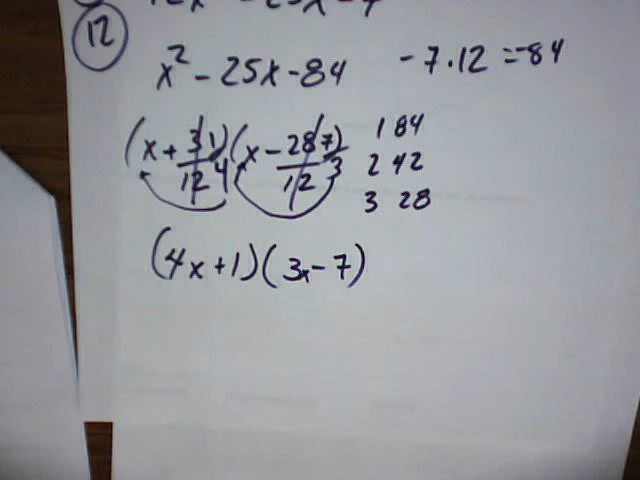 12
x² - 25x - 84 -7·12 = -84
(x + 3/12 1/4)(x - 28/12 7/3)
1 84
2 42
3 28
(4x + 1)(3x - 7)